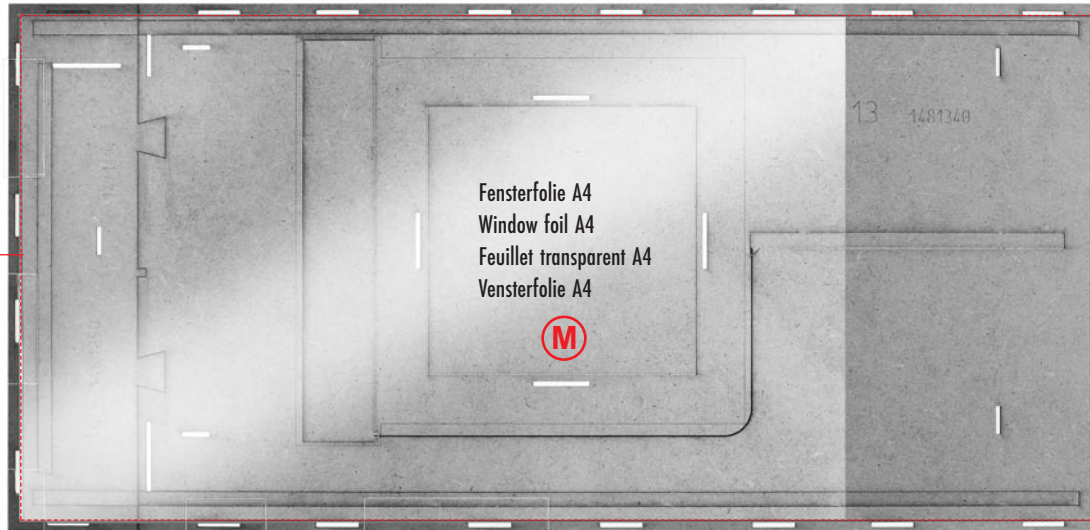 13 1481340
Fensterfolie A4
Window foil A4
Feuillet transparent A4
Vensterfolie A4
M